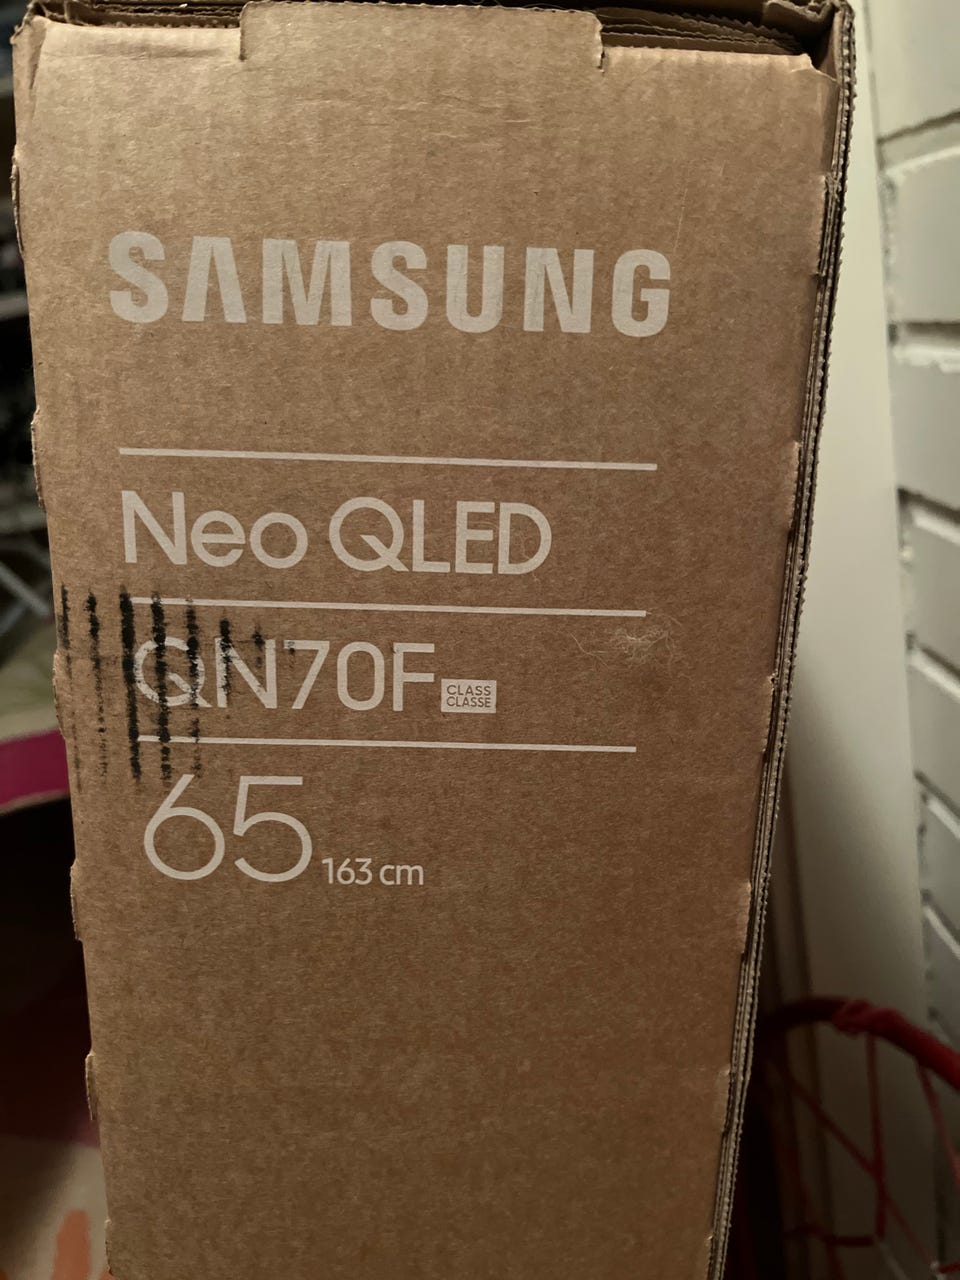 SAMSUNG
Neo QLED
QN70F CLASS
CLASSE
65 163 cm